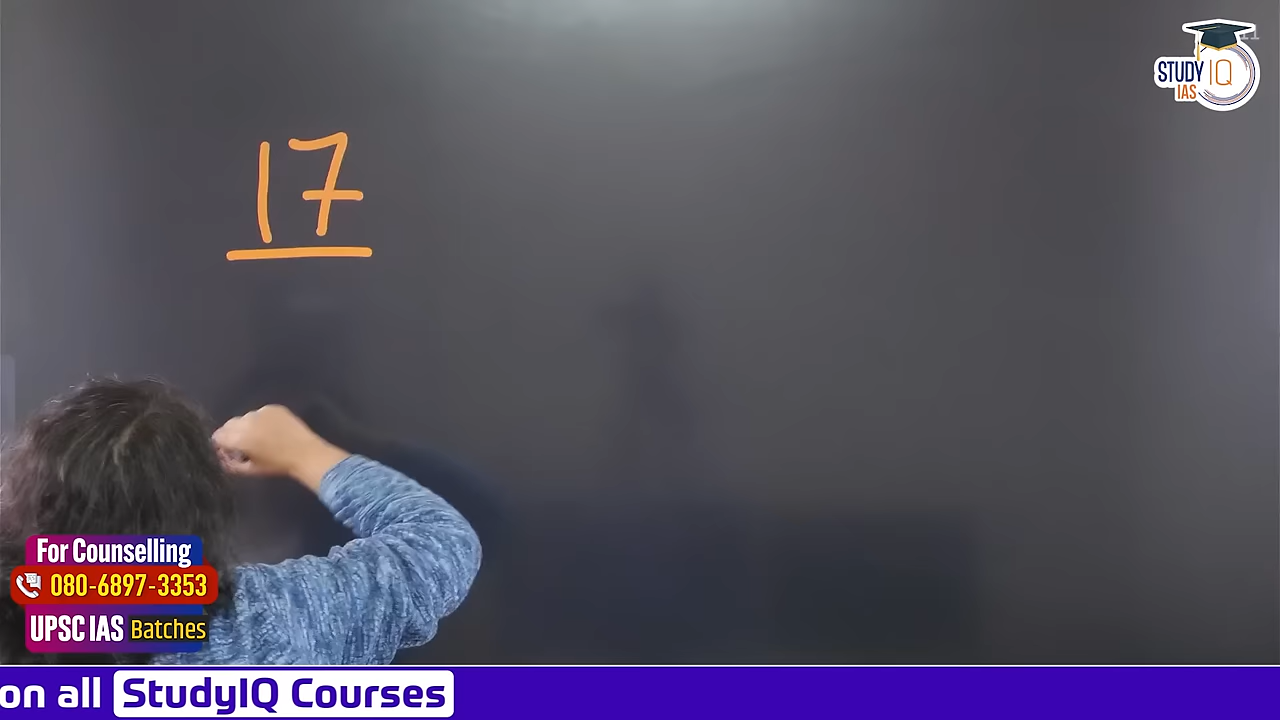 17
STUDY IQ
IAS
For Counselling
080-6897-3353
UPSC IAS Batches
on all StudyIQ Courses